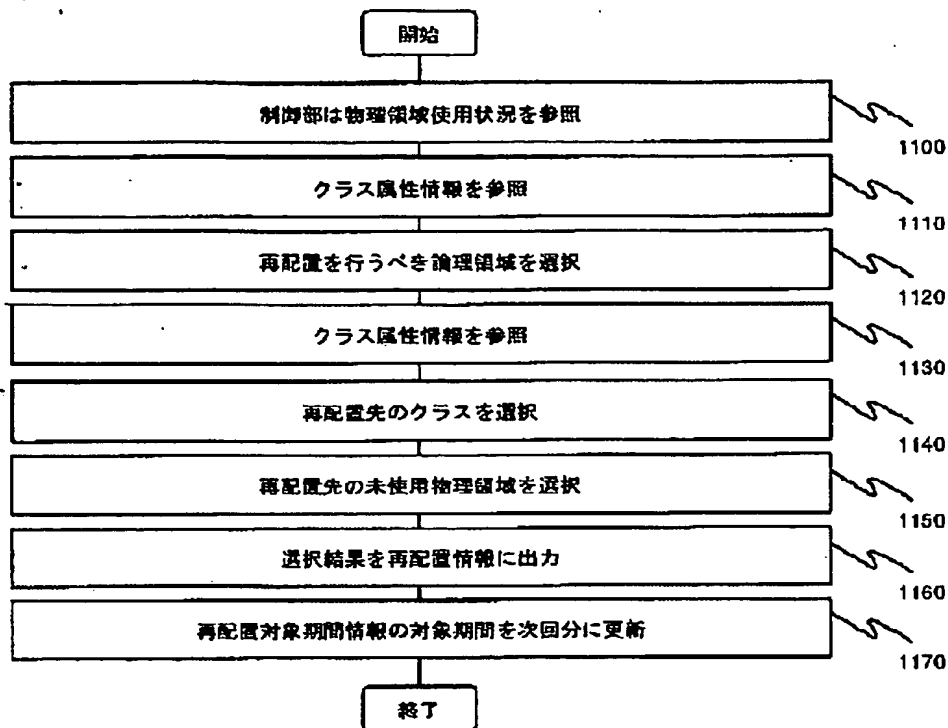 開始
制御部は物理領域使用状況を参照
1100
クラス属性情報を参照
1110
再配置を行うべき論理領域を選択
1120
クラス属性情報を参照
1130
再配置先のクラスを選択
1140
再配置先の未使用物理領域を選択
1150
選択結果を再配置情報に出力
1160
再配置対象期間情報の対象期間を次回分に更新
1170
終了